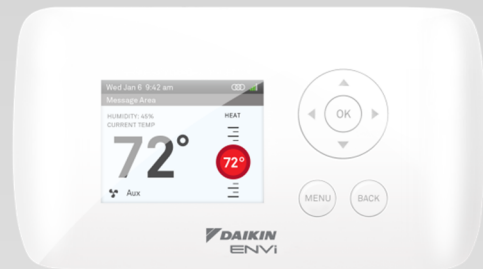 Wed Jan 6 9:42 am
Message Area
HUMIDITY: 45%
CURRENT TEMP
HEAT
72°
72°
Aux
OK
MENU
BACK
DAIKIN
ENVi